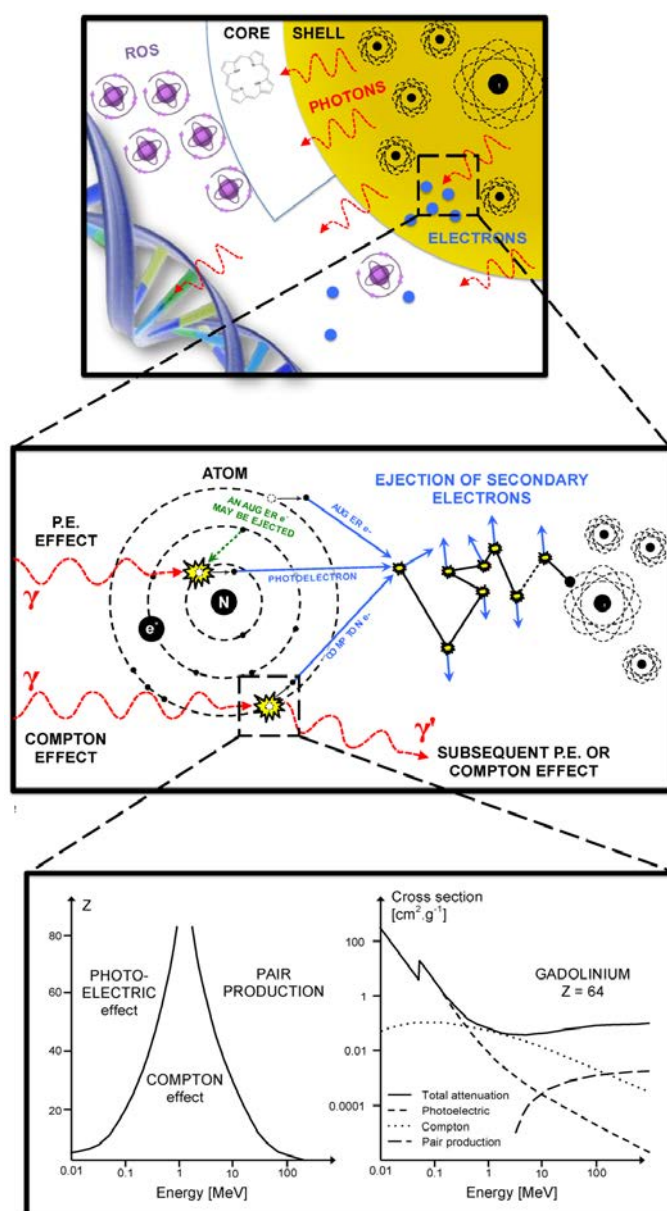 ROS
CORE
SHELL
PHOTONS
ELECTRONS
ATOM
EJECTION OF SECONDARY
ELECTRONS
P.E.
EFFECT
AN AUGER e-
MAY BE EJECTED
AUGER e-
γ
PHOTOELECTRON
N
e-
COMPTON e-
γ
γ'
COMPTON
EFFECT
SUBSEQUENT P.E. OR
COMPTON EFFECT
Z
80
60
40
20
PHOTO-
ELECTRIC
effect
PAIR
PRODUCTION
COMPTON
effect
0.01
0.1
1
10
100
Energy [MeV]
Cross section
[cm².g⁻¹]
100
1
0.01
0.0001
GADOLINIUM
Z = 64
Total attenuation
Photoelectric
Compton
Pair production
0.01
0.1
1
10
100
Energy [MeV]